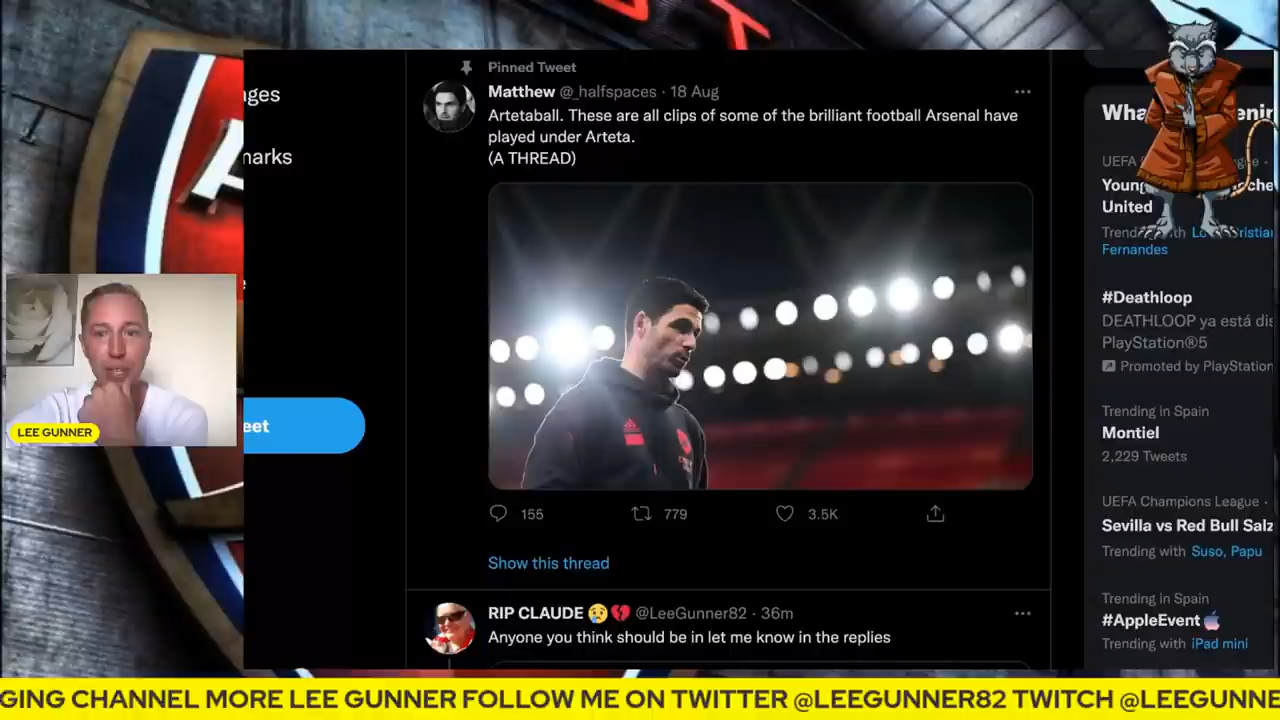 Pinned Tweet
Matthew @_halfspaces · 18 Aug
Artetaball. These are all clips of some of the brilliant football Arsenal have
played under Arteta.
(A THREAD)
155 779 3.5K
Show this thread
RIP CLAUDE 😢💔 @LeeGunner82 · 36m
Anyone you think should be in let me know in the replies
nges
marks
eet
LEE GUNNER
Wha
UEFA
Young
United
Trend
Fernandes
#Deathloop
DEATHLOOP ya está dis
PlayStation®5
Promoted by PlayStation
Trending in Spain
Montiel
2,229 Tweets
UEFA Champions League ·
Sevilla vs Red Bull Salz
Trending with Suso, Papu
Trending in Spain
#AppleEvent
Trending with iPad mini
GING CHANNEL MORE LEE GUNNER FOLLOW ME ON TWITTER @LEEGUNNER82 TWITCH @LEEGUNNE